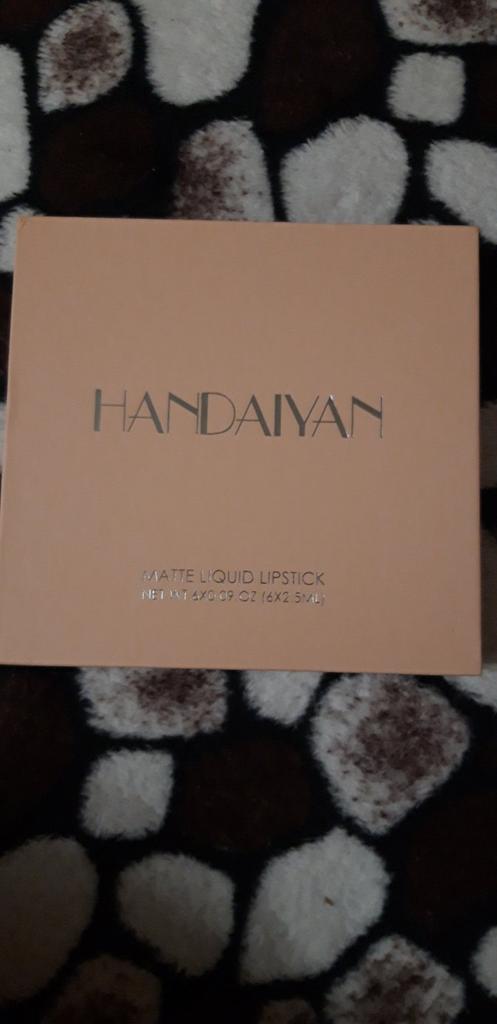 HANDAIYAN
MATTE LIQUID LIPSTICK
NET WT 6X0.09 OZ (6X2.5ML)